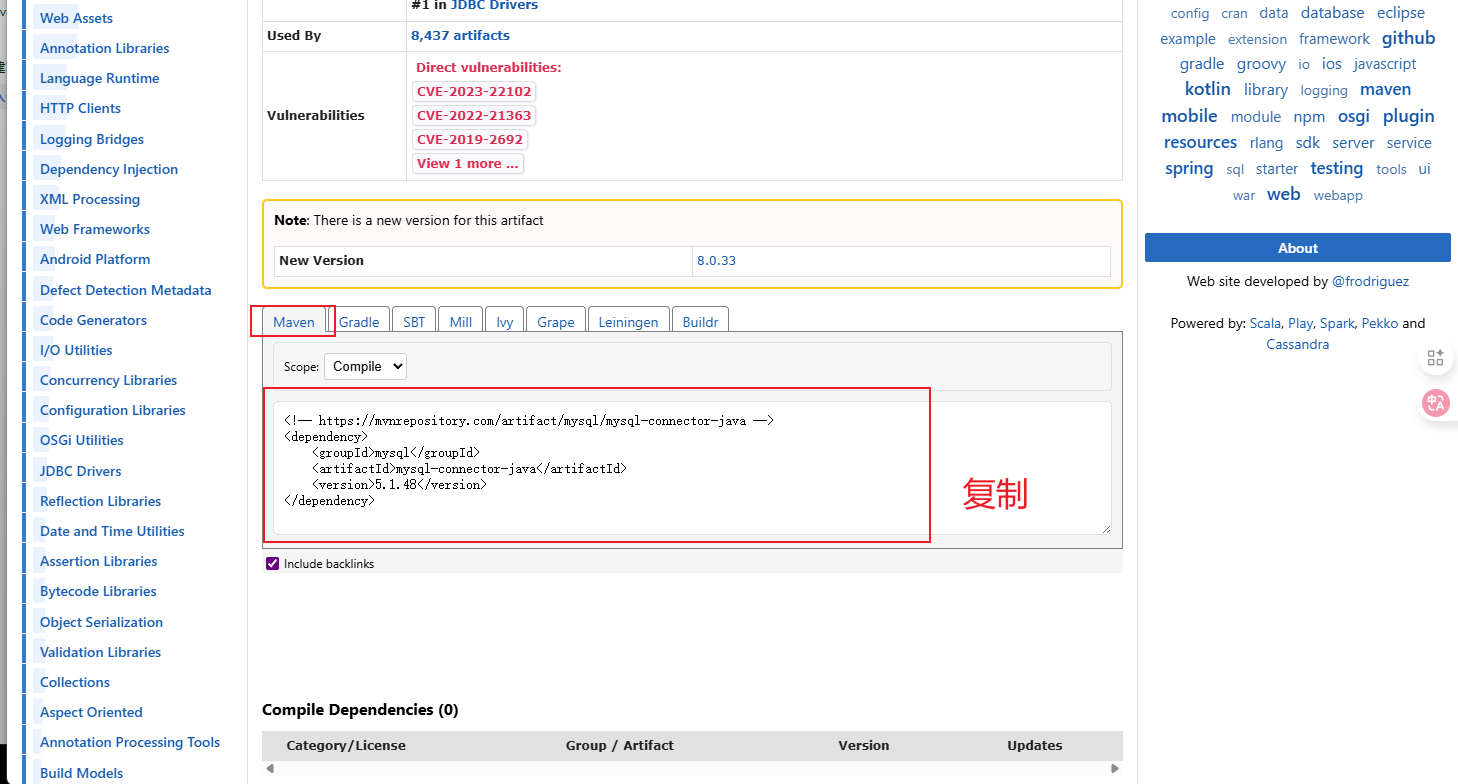 Web Assets
Annotation Libraries
Language Runtime
HTTP Clients
Logging Bridges
Dependency Injection
XML Processing
Web Frameworks
Android Platform
Defect Detection Metadata
Code Generators
I/O Utilities
Concurrency Libraries
Configuration Libraries
OSGi Utilities
JDBC Drivers
Reflection Libraries
Date and Time Utilities
Assertion Libraries
Bytecode Libraries
Object Serialization
Validation Libraries
Collections
Aspect Oriented
Annotation Processing Tools
Build Models
#1 in JDBC Drivers
Used By 8,437 artifacts
Vulnerabilities
Direct vulnerabilities:
CVE-2023-22102
CVE-2022-21363
CVE-2019-2692
View 1 more ...
Note: There is a new version for this artifact
New Version 8.0.33
Maven Gradle SBT Mill Ivy Grape Leiningen Buildr
Scope: Compile
<!-- https://mvnrepository.com/artifact/mysql/mysql-connector-java -->
<dependency>
    <groupId>mysql</groupId>
    <artifactId>mysql-connector-java</artifactId>
    <version>5.1.48</version>
</dependency>
复制
Include backlinks
Compile Dependencies (0)
Category/License Group / Artifact Version Updates
config cran data database eclipse
example extension framework github
gradle groovy io ios javascript
kotlin library logging maven
mobile module npm osgi plugin
resources rlang sdk server service
spring sql starter testing tools ui
war web webapp
About
Web site developed by @frodriguez
Powered by: Scala, Play, Spark, Pekko and
Cassandra
中A